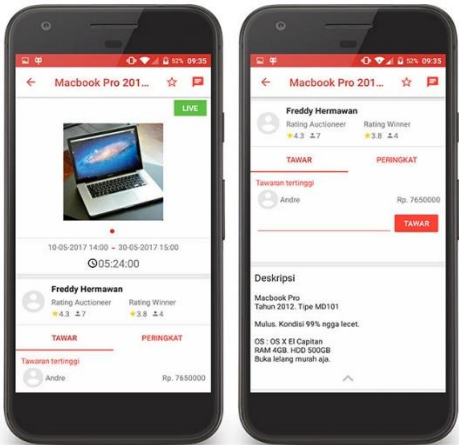 52% 09:35
Macbook Pro 201...
LIVE
10-05-2017 14:00 - 30-05-2017 15:00
05:24:00
Freddy Hermawan
Rating Auctioneer Rating Winner
4.3 7 3.8 4
TAWAR PERINGKAT
Tawaran tertinggi
Andre Rp. 7650000
52% 09:35
Macbook Pro 201...
Freddy Hermawan
Rating Auctioneer Rating Winner
4.3 7 3.8 4
TAWAR PERINGKAT
Tawaran tertinggi
Andre Rp. 7650000
TAWAR
Deskripsi
Macbook Pro
Tahun 2012. Tipe MD101
Mulus. Kondisi 99% ngga lecet.
OS : OS X El Capitan
RAM 4GB. HDD 500GB
Buka lelang murah aja.